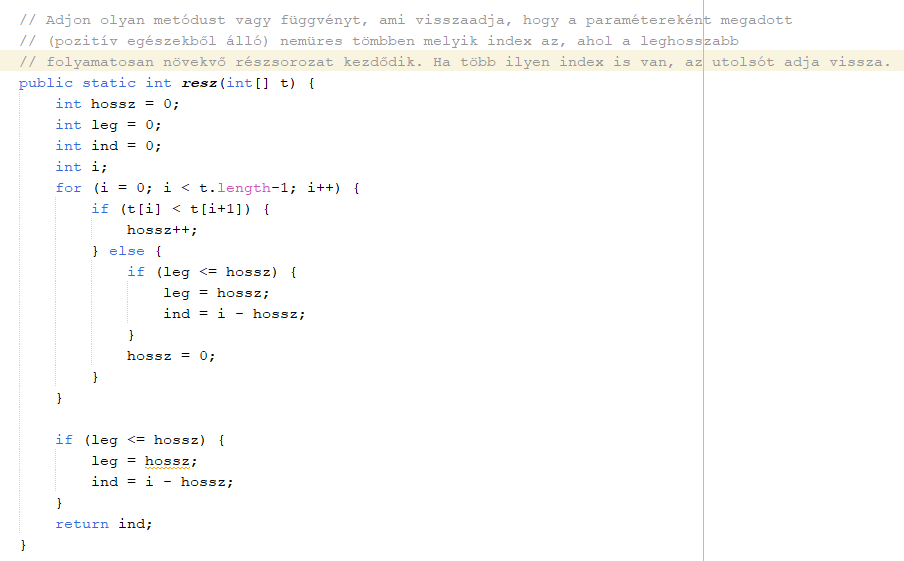 // Adjon olyan metódust vagy függvényt, ami visszaadja, hogy a paramétereként megadott
// (pozitív egészekből álló) nemüres tömbben melyik index az, ahol a leghosszabb
// folyamatosan növekvő részsorozat kezdődik. Ha több ilyen index is van, az utolsót adja vissza.
public static int resz(int[] t) {
    int hossz = 0;
    int leg = 0;
    int ind = 0;
    int i;
    for (i = 0; i < t.length-1; i++) {
        if (t[i] < t[i+1]) {
            hossz++;
        } else {
            if (leg <= hossz) {
                leg = hossz;
                ind = i - hossz;
            }
            hossz = 0;
        }
    }

    if (leg <= hossz) {
        leg = hossz;
        ind = i - hossz;
    }
    return ind;
}